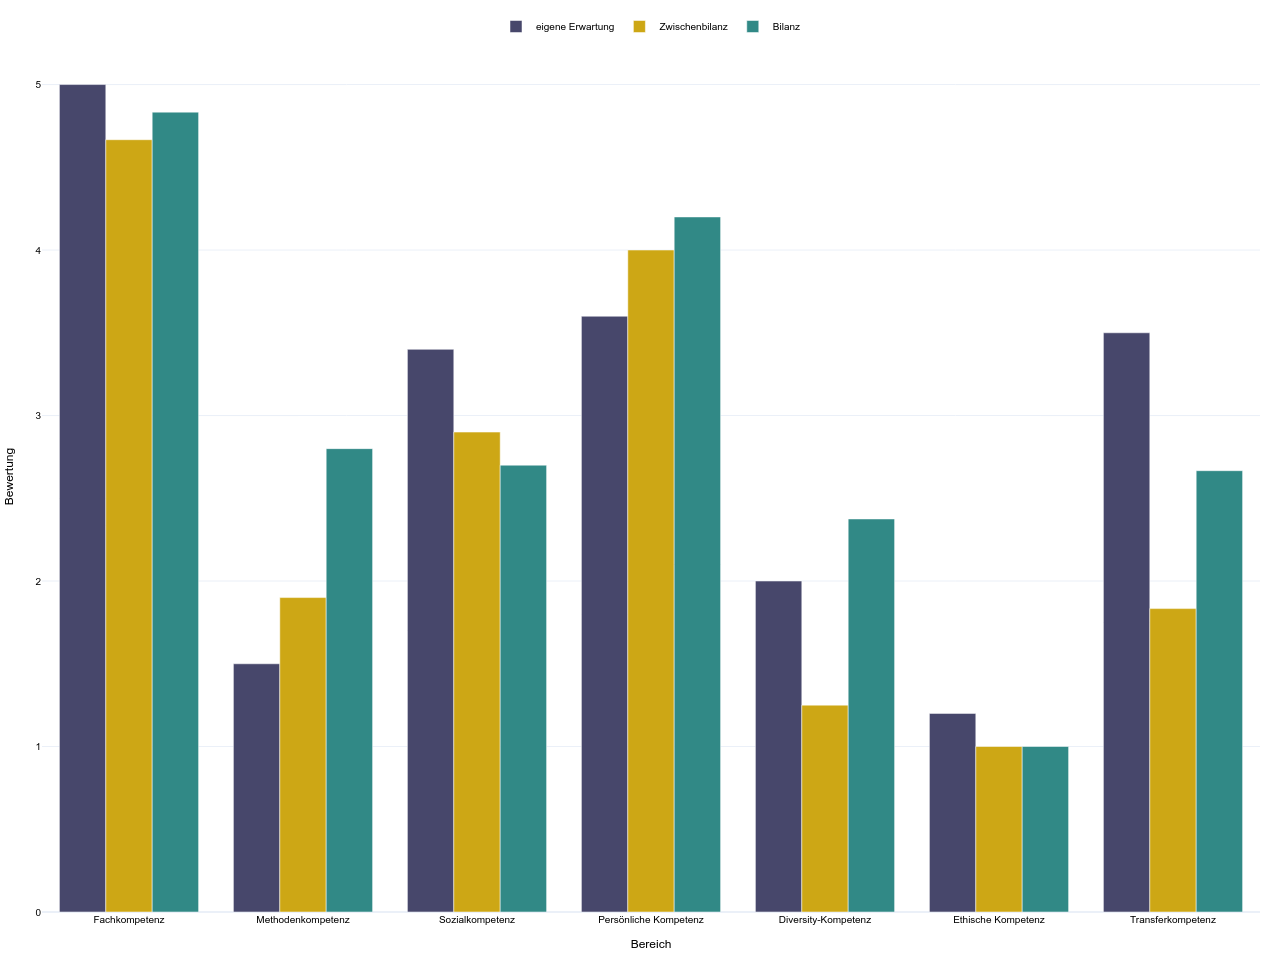 eigene Erwartung Zwischenbilanz Bilanz
5
4
3
2
1
0
Bewertung
Fachkompetenz Methodenkompetenz Sozialkompetenz Persönliche Kompetenz Diversity-Kompetenz Ethische Kompetenz Transferkompetenz
Bereich